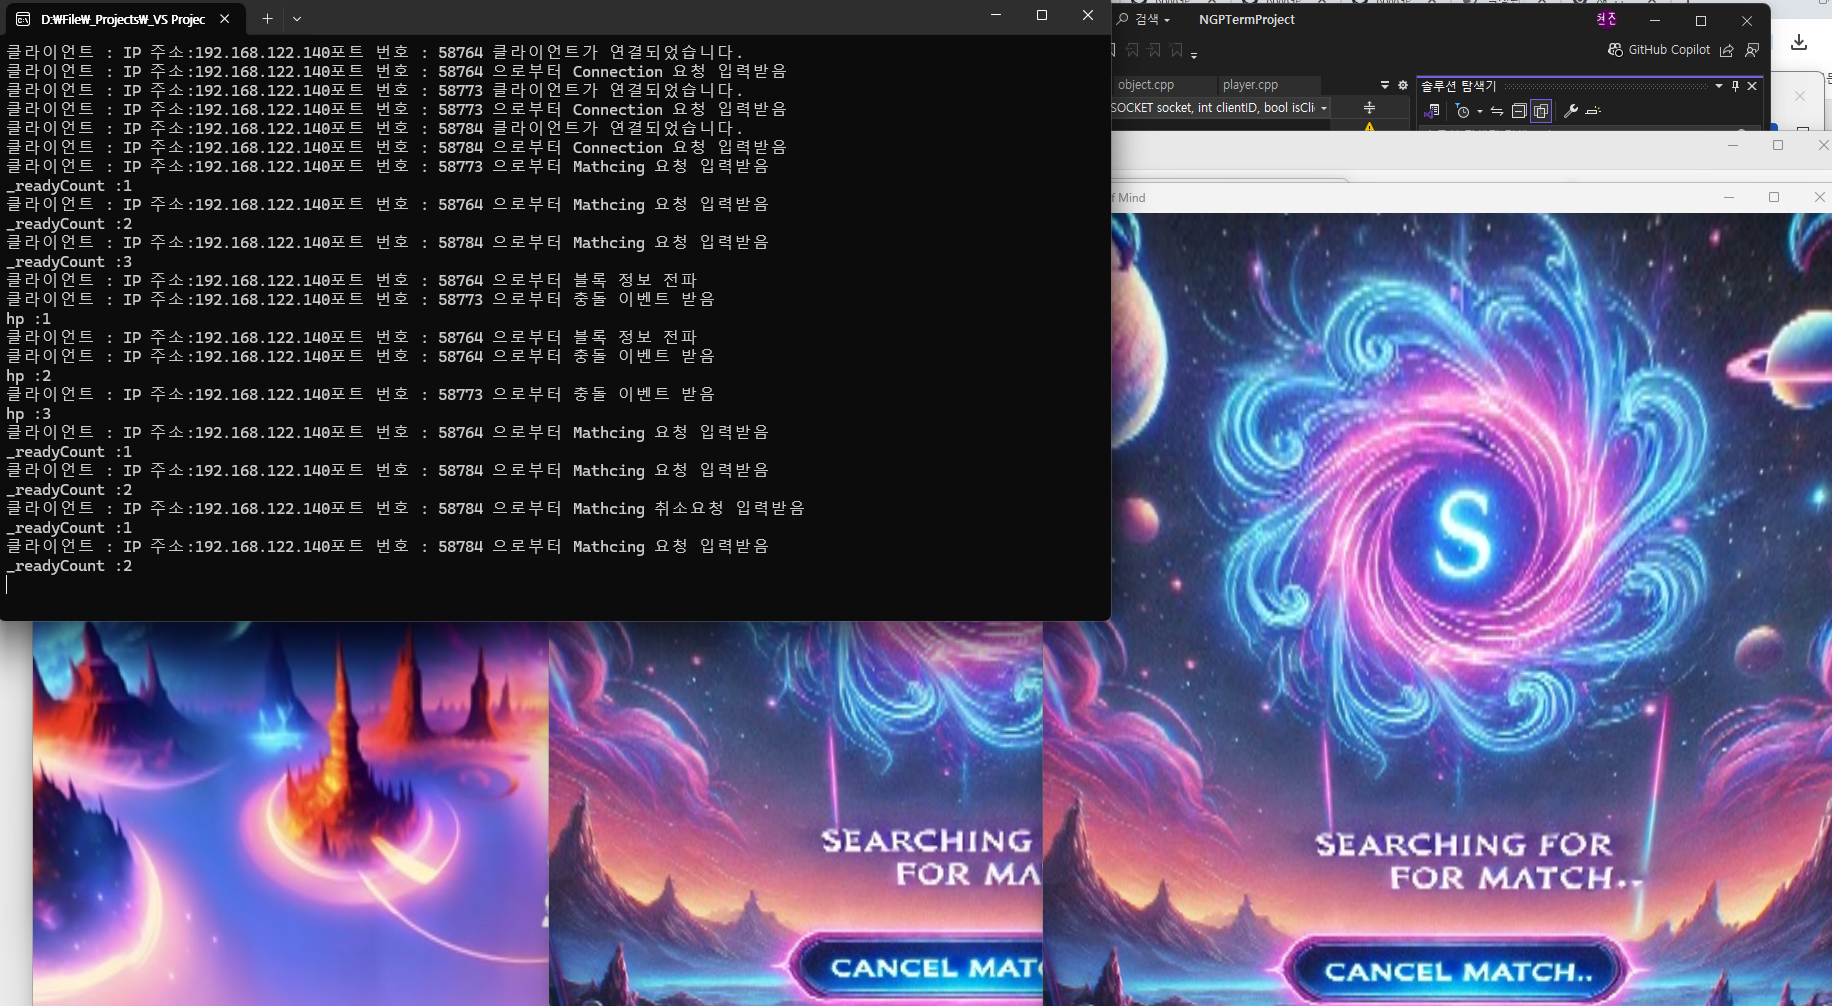 D:₩File₩_Projects₩_VS Projec
클라이언트 : IP 주소:192.168.122.140포트 번호 : 58764 클라이언트가 연결되었습니다.
클라이언트 : IP 주소:192.168.122.140포트 번호 : 58764 으로부터 Connection 요청 입력받음
클라이언트 : IP 주소:192.168.122.140포트 번호 : 58773 클라이언트가 연결되었습니다.
클라이언트 : IP 주소:192.168.122.140포트 번호 : 58773 으로부터 Connection 요청 입력받음
클라이언트 : IP 주소:192.168.122.140포트 번호 : 58784 클라이언트가 연결되었습니다.
클라이언트 : IP 주소:192.168.122.140포트 번호 : 58784 으로부터 Connection 요청 입력받음
클라이언트 : IP 주소:192.168.122.140포트 번호 : 58773 으로부터 Mathcing 요청 입력받음
_readyCount :1
클라이언트 : IP 주소:192.168.122.140포트 번호 : 58764 으로부터 Mathcing 요청 입력받음
_readyCount :2
클라이언트 : IP 주소:192.168.122.140포트 번호 : 58784 으로부터 Mathcing 요청 입력받음
_readyCount :3
클라이언트 : IP 주소:192.168.122.140포트 번호 : 58764 으로부터 블록 정보 전파
클라이언트 : IP 주소:192.168.122.140포트 번호 : 58773 으로부터 충돌 이벤트 받음
hp :1
클라이언트 : IP 주소:192.168.122.140포트 번호 : 58764 으로부터 블록 정보 전파
클라이언트 : IP 주소:192.168.122.140포트 번호 : 58764 으로부터 충돌 이벤트 받음
hp :2
클라이언트 : IP 주소:192.168.122.140포트 번호 : 58773 으로부터 충돌 이벤트 받음
hp :3
클라이언트 : IP 주소:192.168.122.140포트 번호 : 58764 으로부터 Mathcing 요청 입력받음
_readyCount :1
클라이언트 : IP 주소:192.168.122.140포트 번호 : 58784 으로부터 Mathcing 요청 입력받음
_readyCount :2
클라이언트 : IP 주소:192.168.122.140포트 번호 : 58784 으로부터 Mathcing 취소요청 입력받음
_readyCount :1
클라이언트 : IP 주소:192.168.122.140포트 번호 : 58784 으로부터 Mathcing 요청 입력받음
_readyCount :2
검색 NGPTermProject 현진
GitHub Copilot
object.cpp player.cpp
솔루션 탐색기
SOCKET socket, int clientID, bool isCli
f Mind
S
SEARCHING
FOR MA
CANCEL MATC
SEARCHING FOR
FOR MATCH..
CANCEL MATCH..